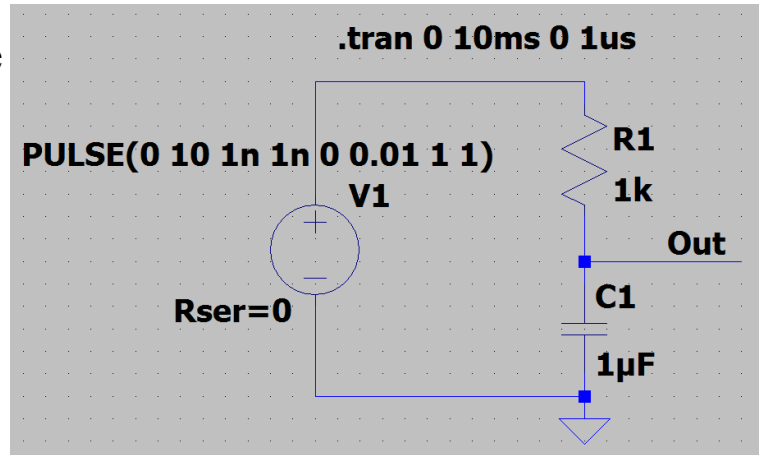 .tran 0 10ms 0 1us
PULSE(0 10 1n 1n 0 0.01 1 1)
V1
Rser=0
R1
1k
Out
C1
1µF